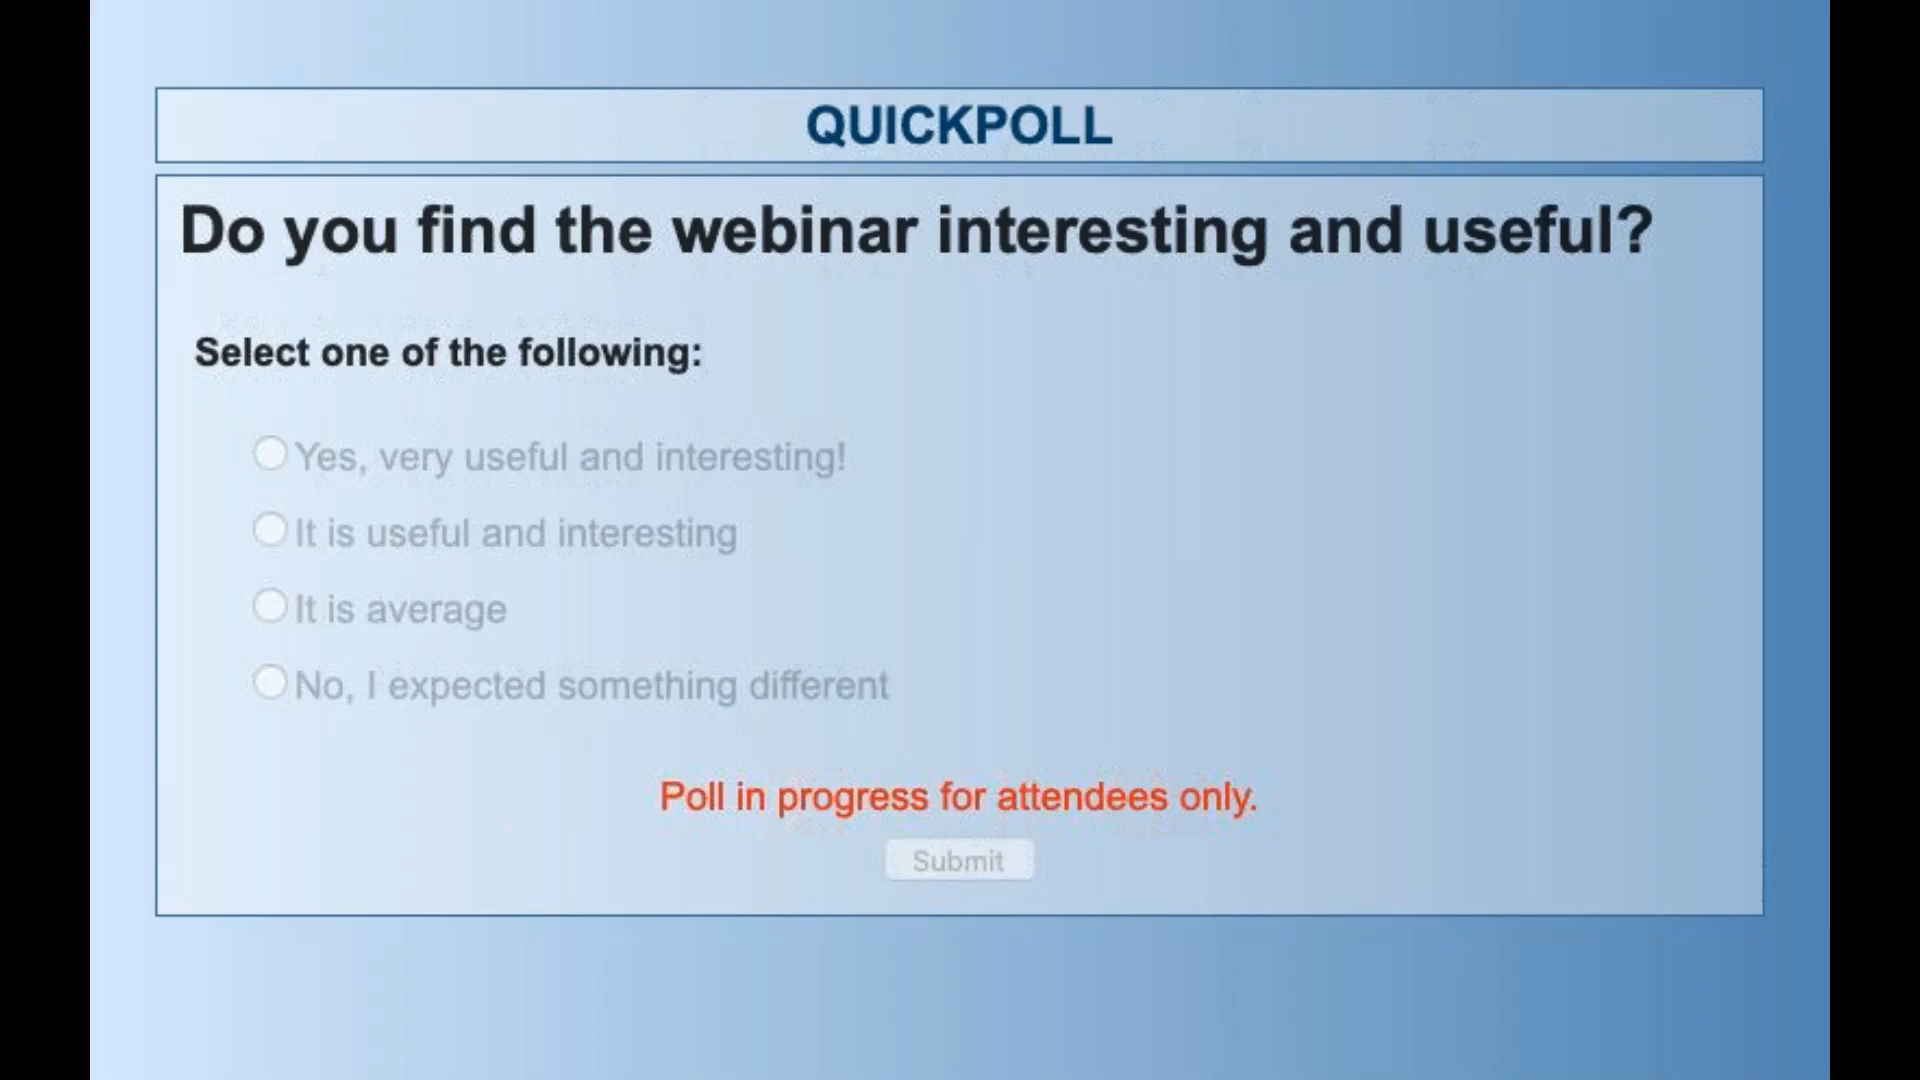 QUICKPOLL
Do you find the webinar interesting and useful?
Select one of the following:
Yes, very useful and interesting!
It is useful and interesting
It is average
No, I expected something different
Poll in progress for attendees only.
Submit